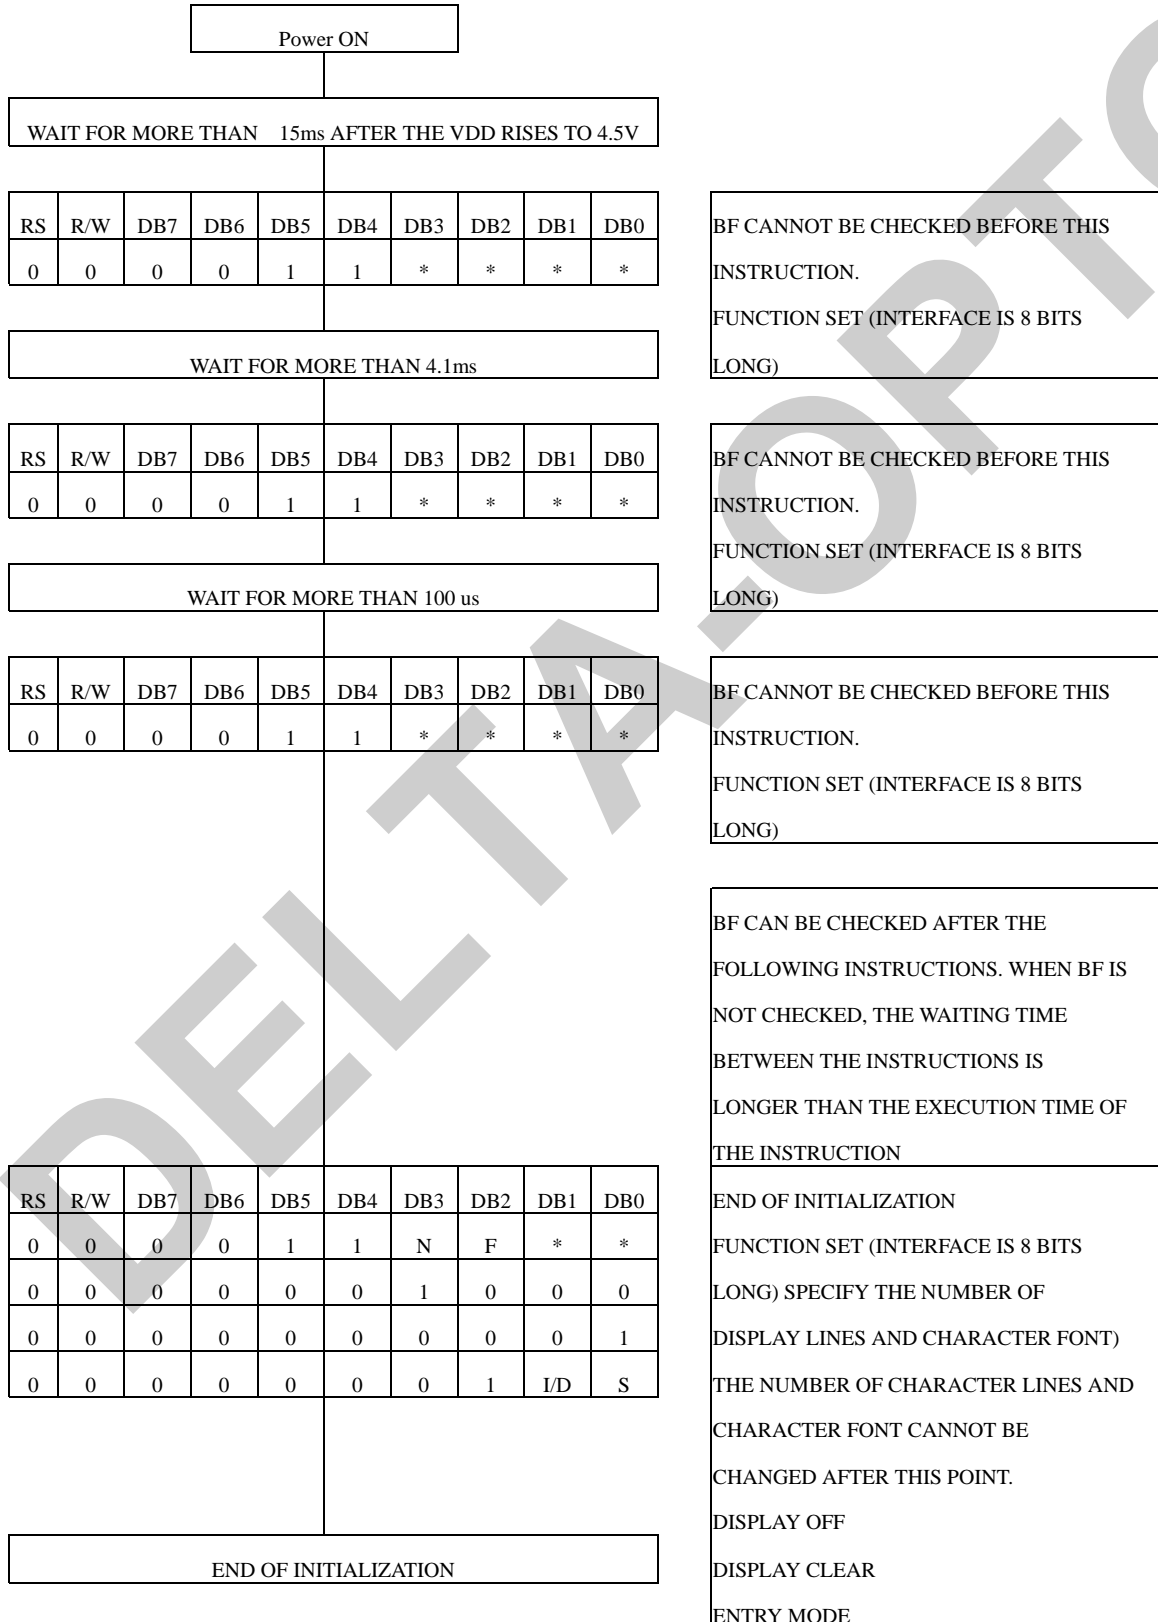 Power ON
WAIT FOR MORE THAN 15ms AFTER THE VDD RISES TO 4.5V
RS R/W DB7 DB6 DB5 DB4 DB3 DB2 DB1 DB0
0 0 0 0 1 1 * * * *
BF CANNOT BE CHECKED BEFORE THIS
INSTRUCTION.
FUNCTION SET (INTERFACE IS 8 BITS
LONG)
WAIT FOR MORE THAN 4.1ms
RS R/W DB7 DB6 DB5 DB4 DB3 DB2 DB1 DB0
0 0 0 0 1 1 * * * *
BF CANNOT BE CHECKED BEFORE THIS
INSTRUCTION.
FUNCTION SET (INTERFACE IS 8 BITS
LONG)
WAIT FOR MORE THAN 100 us
RS R/W DB7 DB6 DB5 DB4 DB3 DB2 DB1 DB0
0 0 0 0 1 1 * * * *
BF CANNOT BE CHECKED BEFORE THIS
INSTRUCTION.
FUNCTION SET (INTERFACE IS 8 BITS
LONG)
BF CAN BE CHECKED AFTER THE
FOLLOWING INSTRUCTIONS. WHEN BF IS
NOT CHECKED, THE WAITING TIME
BETWEEN THE INSTRUCTIONS IS
LONGER THAN THE EXECUTION TIME OF
THE INSTRUCTION
RS R/W DB7 DB6 DB5 DB4 DB3 DB2 DB1 DB0
0 0 0 0 1 1 N F * *
0 0 0 0 0 0 1 0 0 0
0 0 0 0 0 0 0 0 0 1
0 0 0 0 0 0 0 1 I/D S
END OF INITIALIZATION
FUNCTION SET (INTERFACE IS 8 BITS
LONG) SPECIFY THE NUMBER OF
DISPLAY LINES AND CHARACTER FONT)
THE NUMBER OF CHARACTER LINES AND
CHARACTER FONT CANNOT BE
CHANGED AFTER THIS POINT.
DISPLAY OFF
DISPLAY CLEAR
ENTRY MODE
END OF INITIALIZATION
DELTA-OPTO